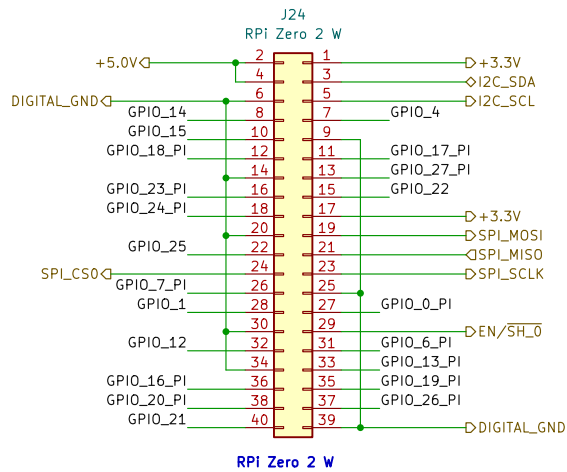 J24
RPi Zero 2 W
+5.0V 2 1 +3.3V
4 3 I2C_SDA
DIGITAL_GND 6 5 I2C_SCL
GPIO_14 8 7 GPIO_4
GPIO_15 10 9
GPIO_18_PI 12 11 GPIO_17_PI
14 13 GPIO_27_PI
GPIO_23_PI 16 15 GPIO_22
GPIO_24_PI 18 17 +3.3V
20 19 SPI_MOSI
GPIO_25 22 21 SPI_MISO
SPI_CS0 24 23 SPI_SCLK
GPIO_7_PI 26 25
GPIO_1 28 27 GPIO_0_PI
30 29 EN/SH_0
GPIO_12 32 31 GPIO_6_PI
34 33 GPIO_13_PI
GPIO_16_PI 36 35 GPIO_19_PI
GPIO_20_PI 38 37 GPIO_26_PI
GPIO_21 40 39 DIGITAL_GND
RPi Zero 2 W